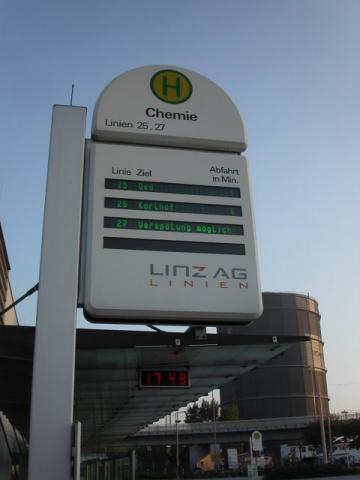 H
Chemie
Linien 25, 27
Linie Ziel Abfahrt in Min.
25 Oed
25 Karlhof 8
27 Verspätung möglich
LINZ AG
LINIEN
17 49